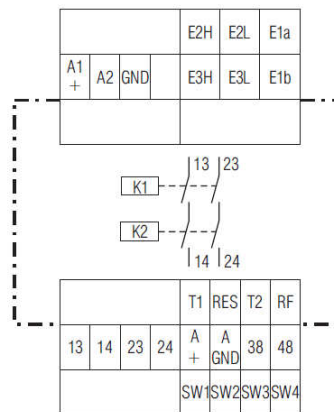 E2H E2L E1a
A1 + A2 GND E3H E3L E1b
13 23
K1
K2
14 24
T1 RES T2 RF
13 14 23 24 A + A GND 38 48
SW1 SW2 SW3 SW4